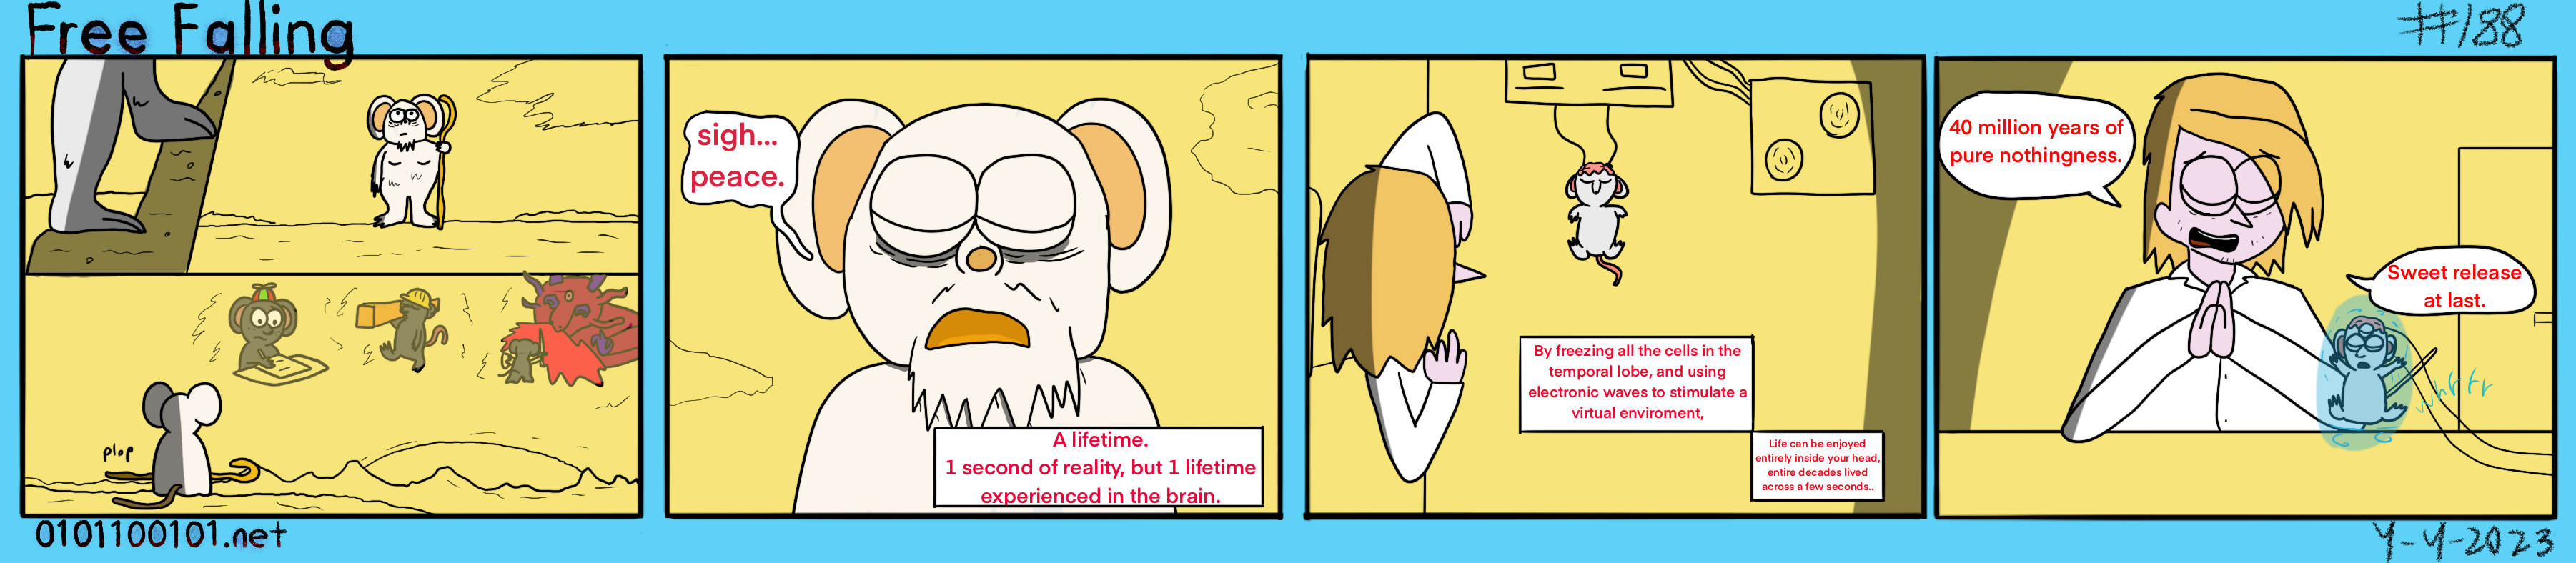 Free Falling
#188
plop
sigh...
peace.
A lifetime.
1 second of reality, but 1 lifetime
experienced in the brain.
By freezing all the cells in the
temporal lobe, and using
electronic waves to stimulate a
virtual enviroment,
Life can be enjoyed
entirely inside your head,
entire decades lived
across a few seconds..
40 million years of
pure nothingness.
Sweet release
at last.
whrrr
0101100101.net
4-4-2023